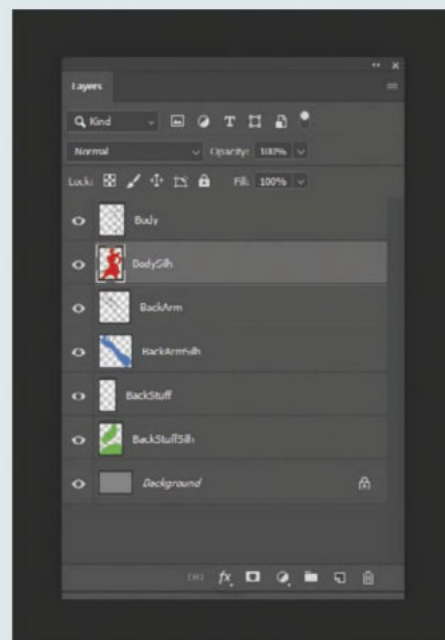 Layers
Kind
Normal Opacity: 100%
Lock: Fill: 100%
Body
BodySilh
BackArm
BackArmSilh
BackStuff
BackStuffSilh
Background